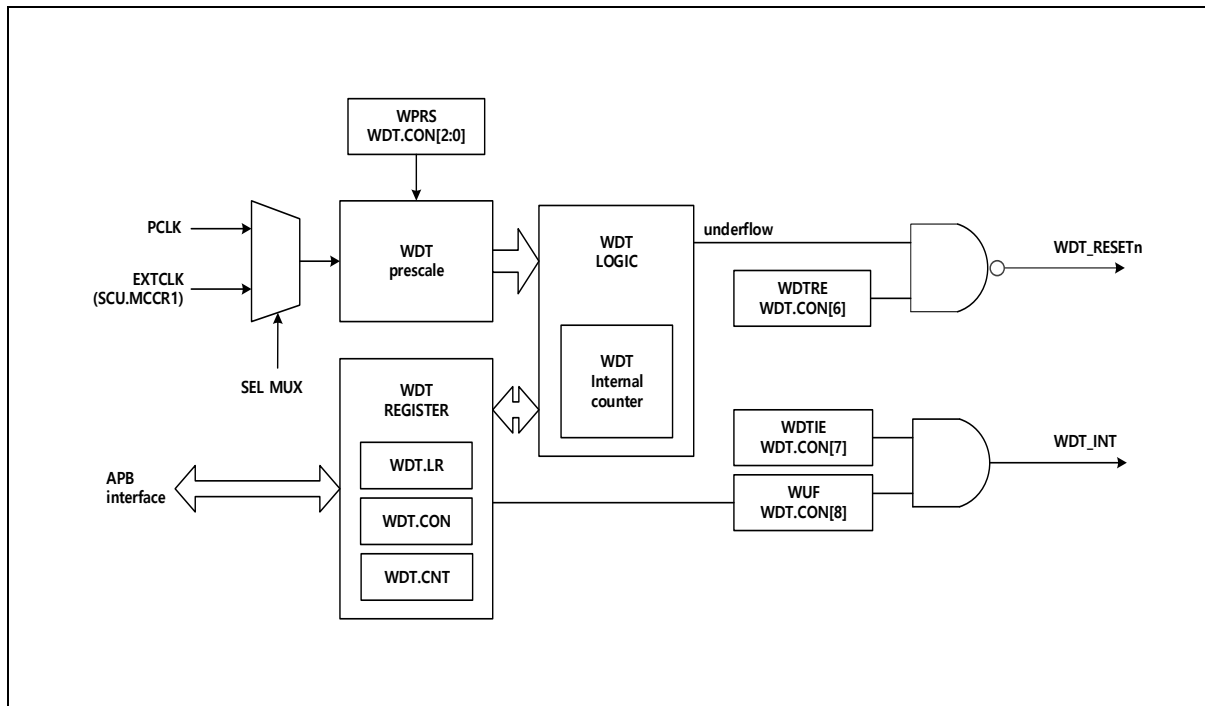 WPRS
WDT.CON[2:0]
PCLK
EXTCLK
(SCU.MCCR1)
SEL MUX
WDT
prescale
WDT
LOGIC
WDT
Internal
counter
underflow
WDTRE
WDT.CON[6]
WDT_RESETn
WDT
REGISTER
WDT.LR
WDT.CON
WDT.CNT
APB
interface
WDTIE
WDT.CON[7]
WUF
WDT.CON[8]
WDT_INT